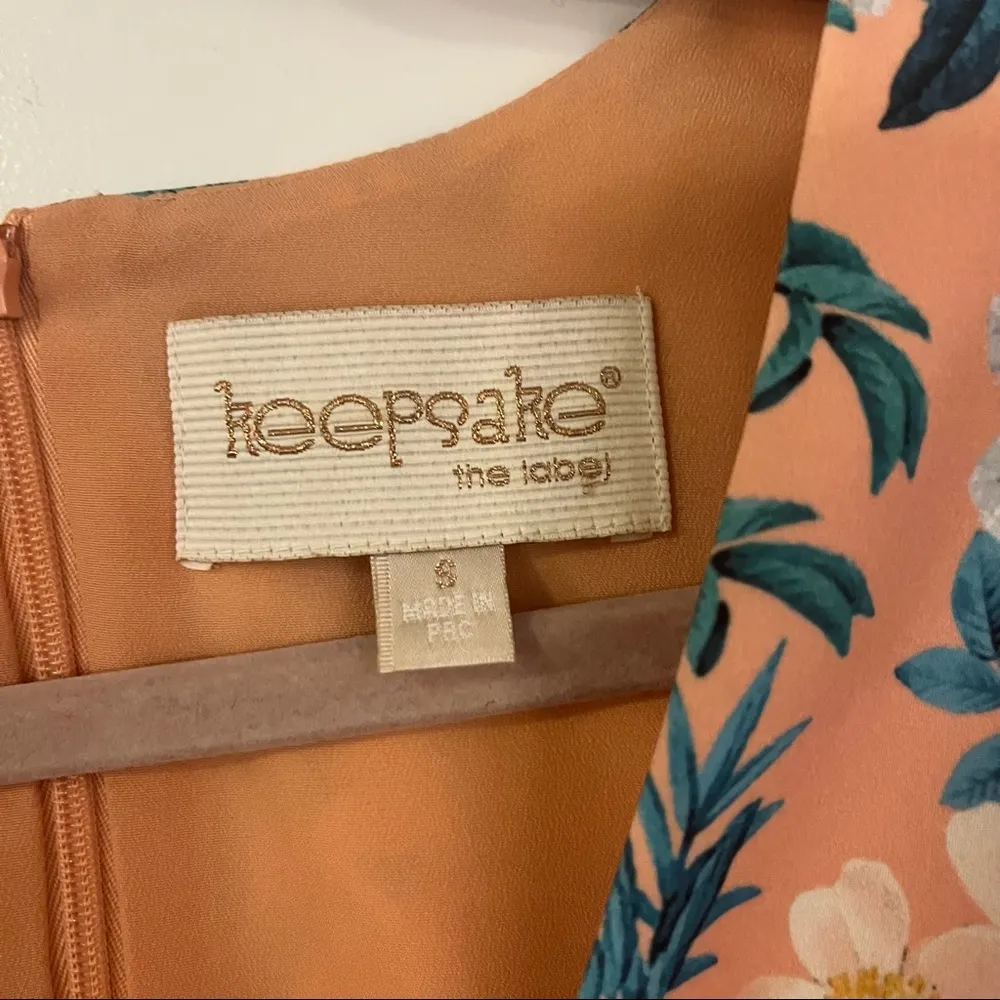 keepsake®
the label
S
MADE IN
PRC